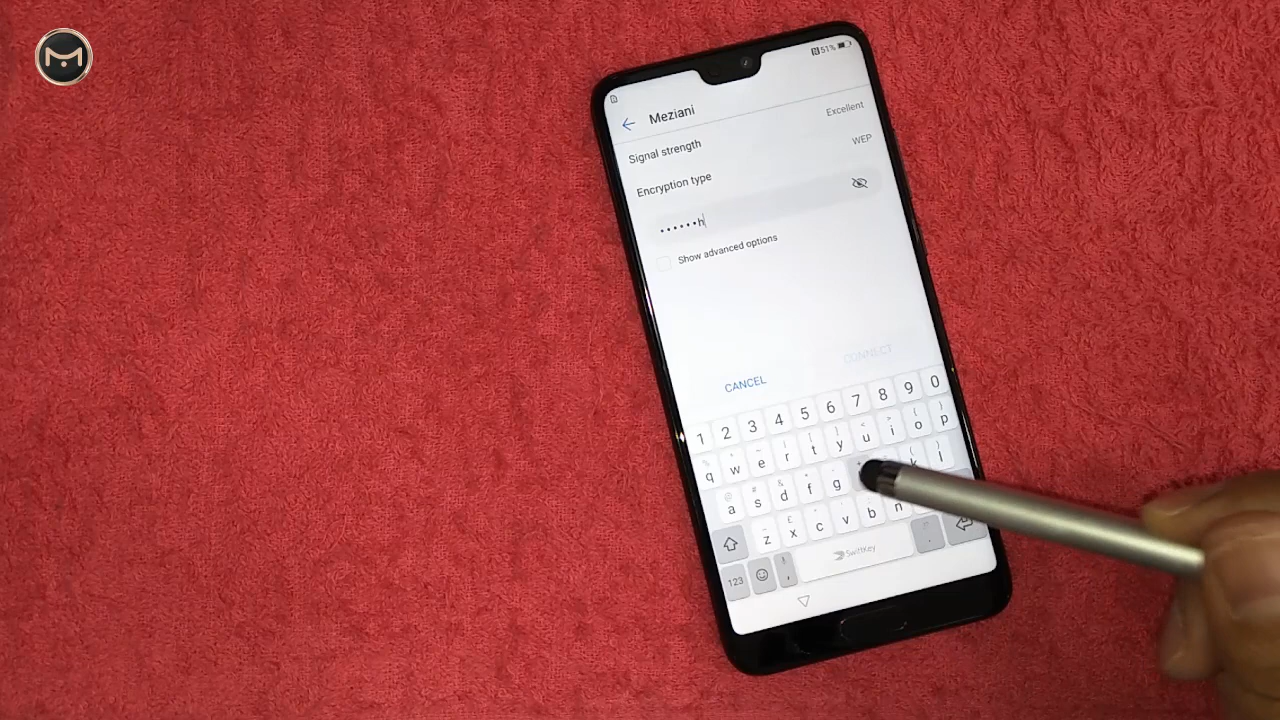 51%
Meziani
Signal strength
Excellent
Encryption type
WEP
••••••h
Show advanced options
CANCEL
CONNECT
1 2 3 4 5 6 7 8 9 0
q w e r t y u i o p
a s d f g k l
z x c v b n
123 , SwiftKey .